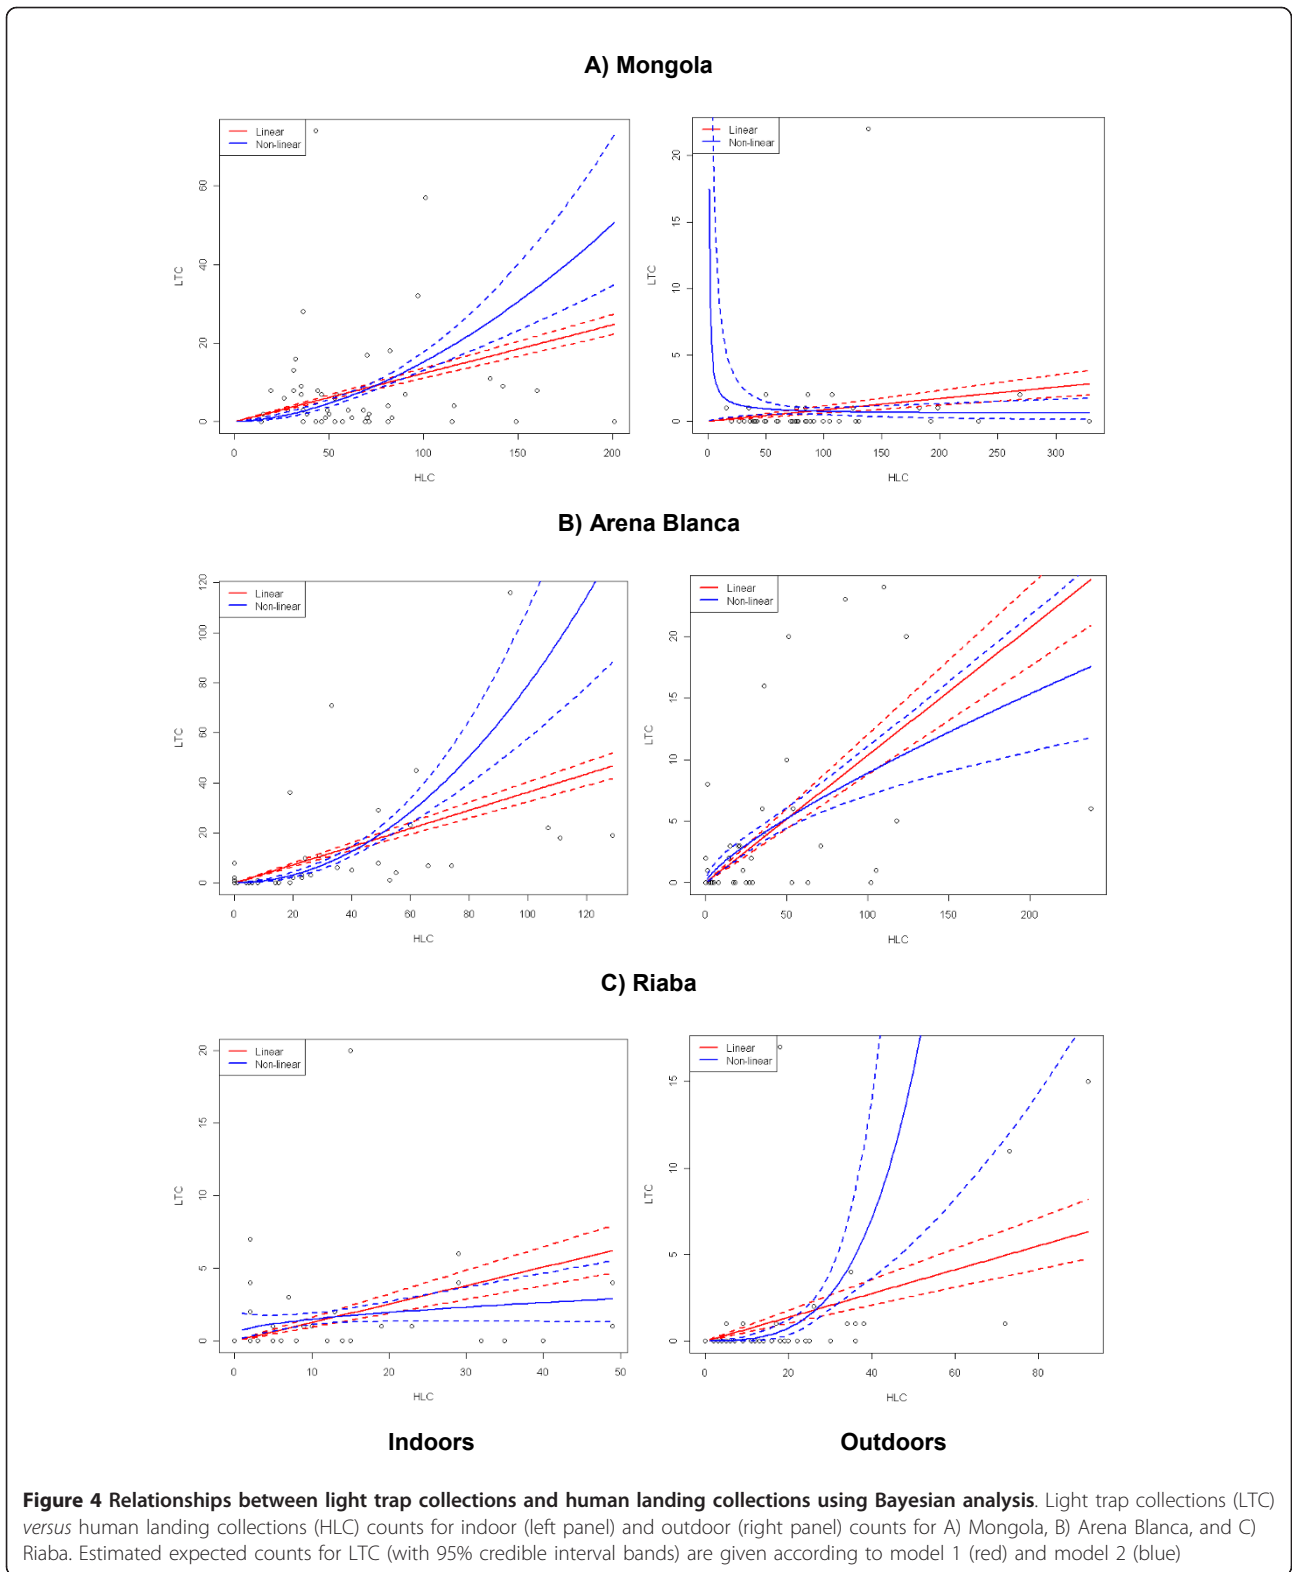 A) Mongola
Linear
Non-linear
LTC
0 20 40 60
0 50 100 150 200
HLC
Linear
Non-linear
LTC
0 5 10 15 20
0 50 100 150 200 250 300
HLC
B) Arena Blanca
Linear
Non-linear
LTC
0 20 40 60 80 100 120
0 20 40 60 80 100 120
HLC
Linear
Non-linear
LTC
0 5 10 15 20
0 50 100 150 200
HLC
C) Riaba
Linear
Non-linear
LTC
0 5 10 15 20
0 10 20 30 40 50
HLC
Linear
Non-linear
LTC
0 5 10 15
0 20 40 60 80
HLC
Indoors
Outdoors
Figure 4 Relationships between light trap collections and human landing collections using Bayesian analysis. Light trap collections (LTC)
versus human landing collections (HLC) counts for indoor (left panel) and outdoor (right panel) counts for A) Mongola, B) Arena Blanca, and C)
Riaba. Estimated expected counts for LTC (with 95% credible interval bands) are given according to model 1 (red) and model 2 (blue)